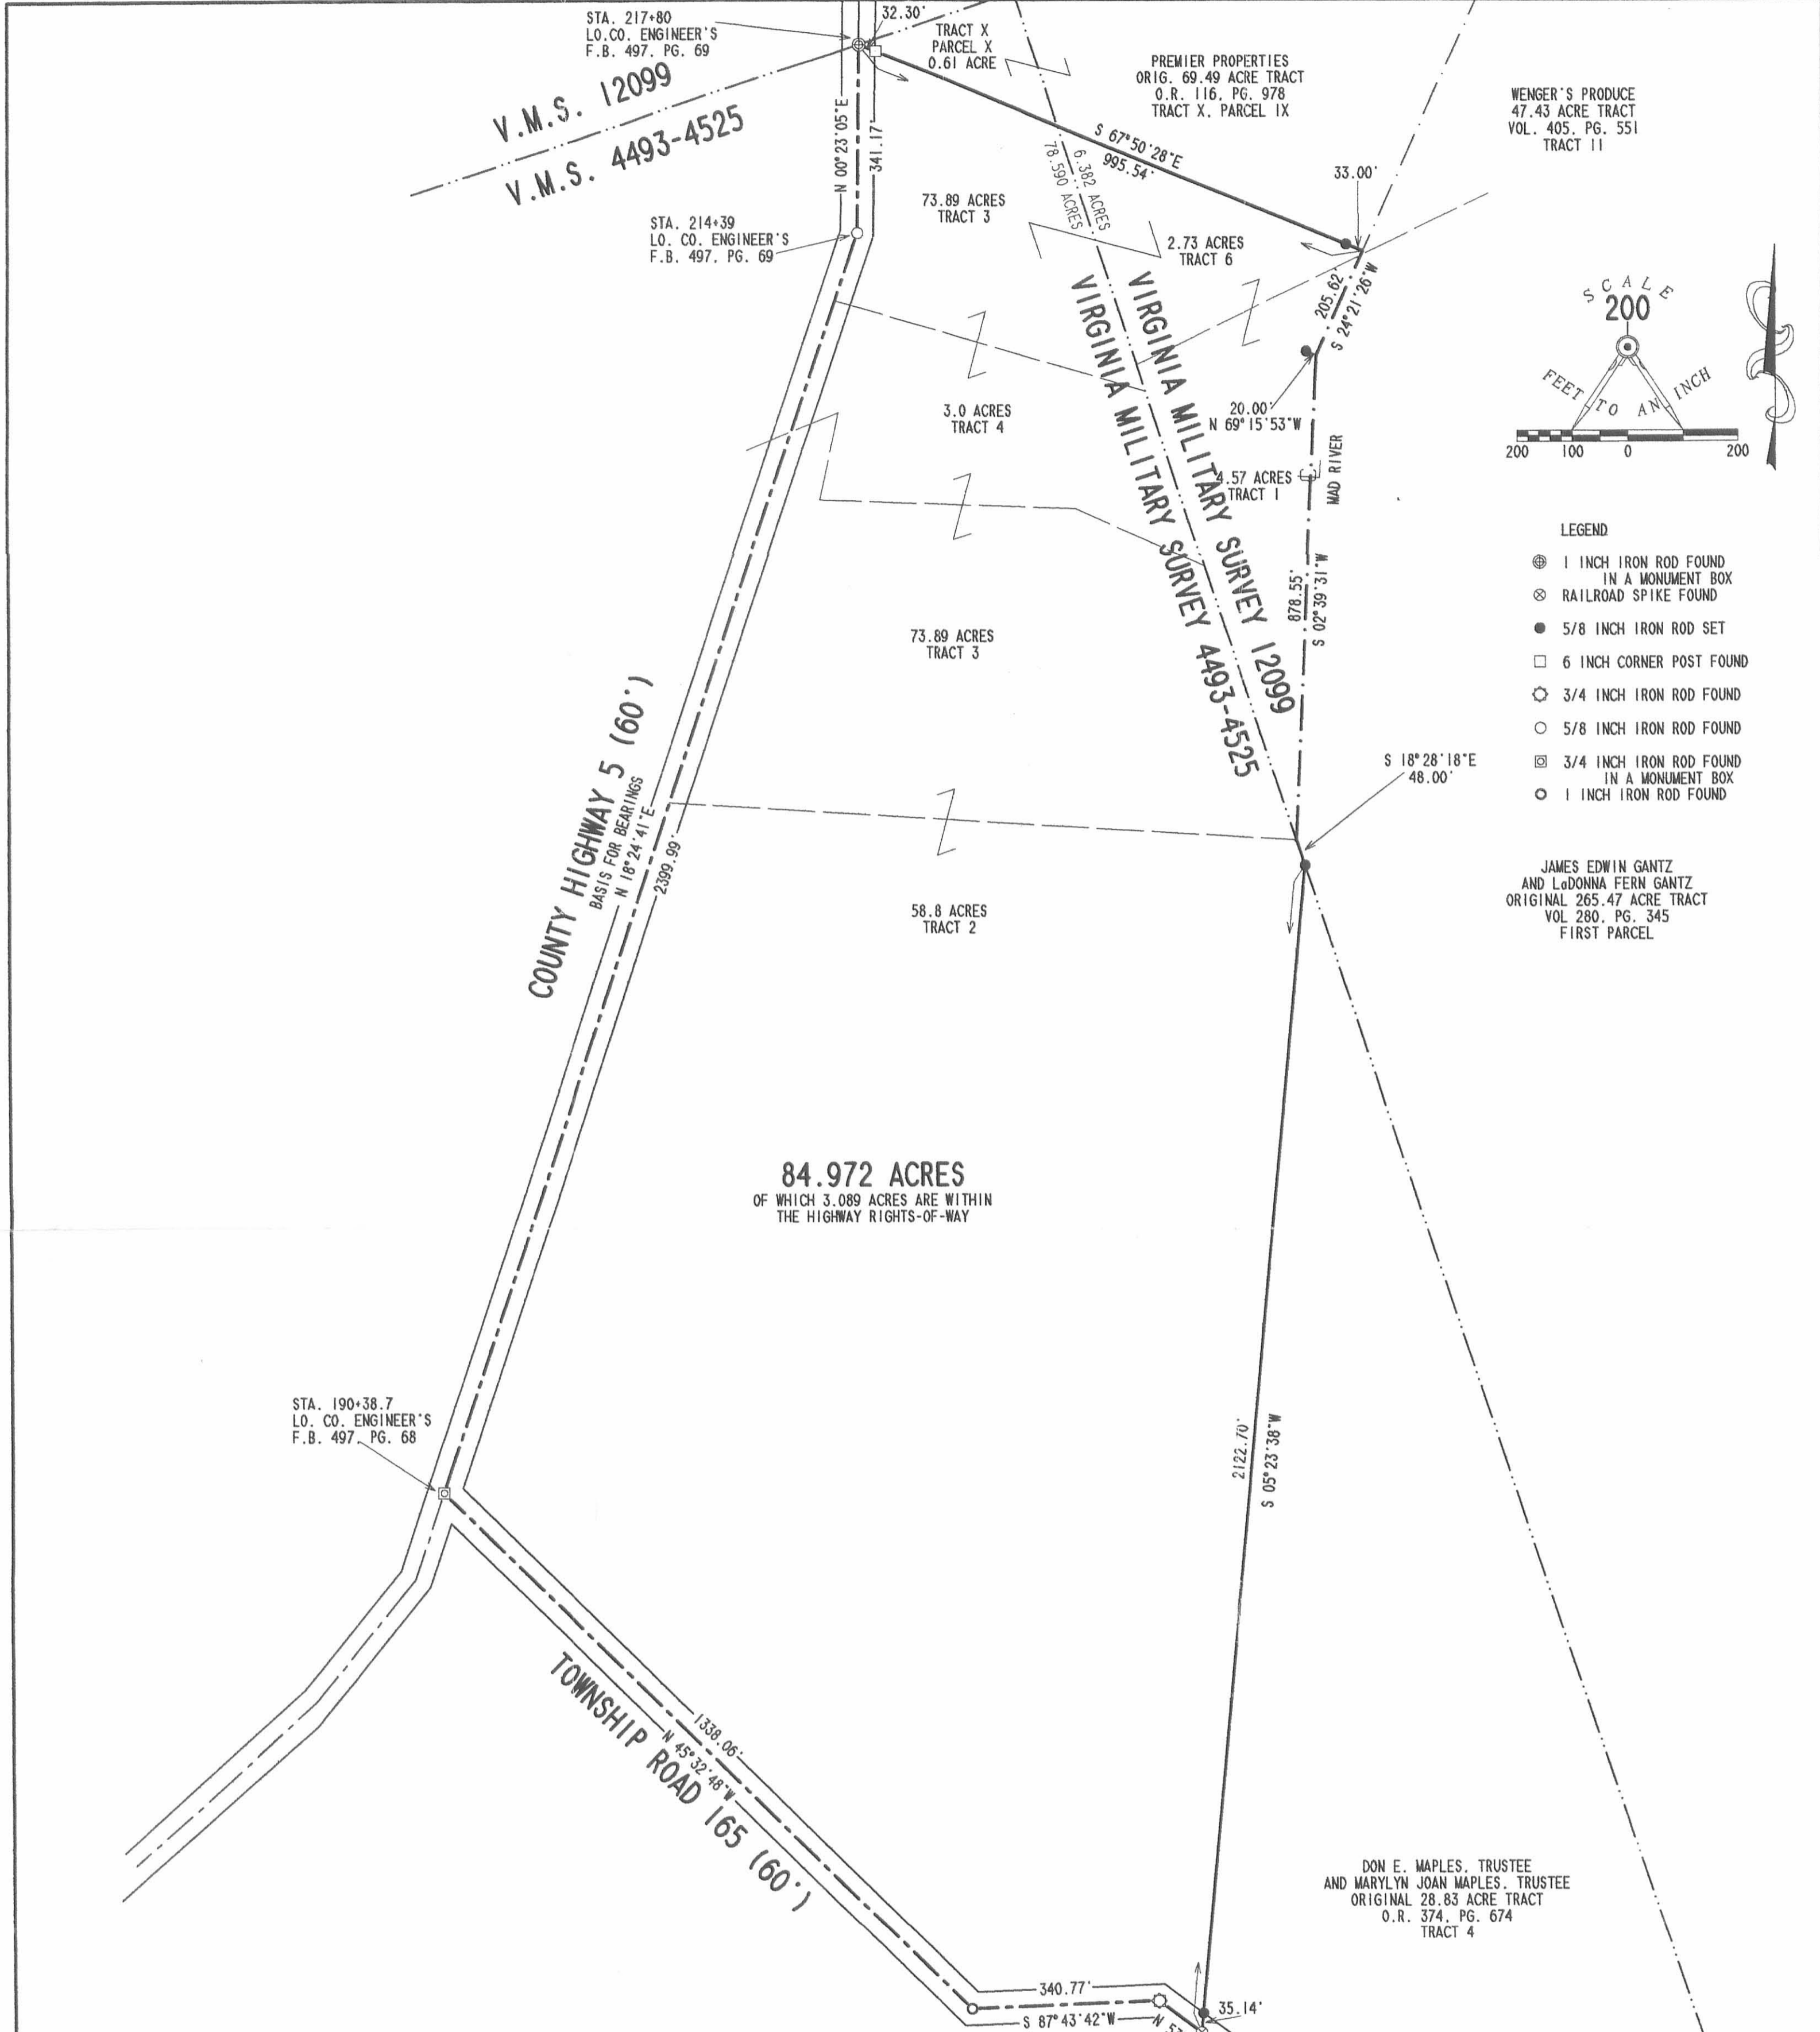 STA. 217+80
LO.CO. ENGINEER'S
F.B. 497, PG. 69
32.30'
TRACT X
PARCEL X
0.61 ACRE
PREMIER PROPERTIES
ORIG. 69.49 ACRE TRACT
O.R. 116, PG. 978
TRACT X, PARCEL IX
WENGER'S PRODUCE
47.43 ACRE TRACT
VOL. 405, PG. 551
TRACT 11
V.M.S. 12099
V.M.S. 4493-4525
N 00°23'05"E
341.17'
S 67°50'28"E
995.54'
6.382 ACRES
78.590 ACRES
33.00'
STA. 214+39
LO. CO. ENGINEER'S
F.B. 497, PG. 69
73.89 ACRES
TRACT 3
2.73 ACRES
TRACT 6
205.62'
S 24°21'26"W
SCALE
200
FEET TO AN INCH
200 100 0 200
VIRGINIA MILITARY SURVEY 12099
VIRGINIA MILITARY SURVEY 4493-4525
3.0 ACRES
TRACT 4
20.00'
N 69°15'53"W
4.57 ACRES
TRACT 1
MAD RIVER
878.55'
S 02°39'31"W
LEGEND
1 INCH IRON ROD FOUND
IN A MONUMENT BOX
RAILROAD SPIKE FOUND
5/8 INCH IRON ROD SET
6 INCH CORNER POST FOUND
3/4 INCH IRON ROD FOUND
5/8 INCH IRON ROD FOUND
3/4 INCH IRON ROD FOUND
IN A MONUMENT BOX
1 INCH IRON ROD FOUND
73.89 ACRES
TRACT 3
COUNTY HIGHWAY 5 (60')
BASIS FOR BEARINGS
N 18°24'41"E
2399.99'
S 18°28'18"E
48.00'
JAMES EDWIN GANTZ
AND LaDONNA FERN GANTZ
ORIGINAL 265.47 ACRE TRACT
VOL 280, PG. 345
FIRST PARCEL
58.8 ACRES
TRACT 2
84.972 ACRES
OF WHICH 3.089 ACRES ARE WITHIN
THE HIGHWAY RIGHTS-OF-WAY
STA. 190+38.7
LO. CO. ENGINEER'S
F.B. 497, PG. 68
2122.70'
S 05°23'38"W
1338.06'
N 45°32'48"W
TOWNSHIP ROAD 165 (60')
DON E. MAPLES, TRUSTEE
AND MARYLYN JOAN MAPLES, TRUSTEE
ORIGINAL 28.83 ACRE TRACT
O.R. 374, PG. 674
TRACT 4
340.77'
S 87°43'42"W
35.14'